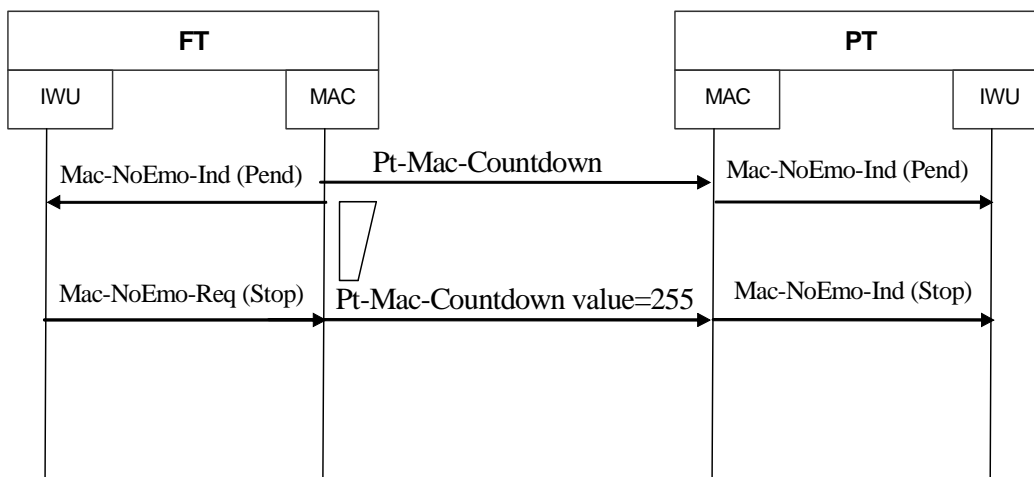 FT PT
IWU MAC MAC IWU
Mac-NoEmo-Ind (Pend) Pt-Mac-Countdown Mac-NoEmo-Ind (Pend)
Mac-NoEmo-Req (Stop) Pt-Mac-Countdown value=255 Mac-NoEmo-Ind (Stop)